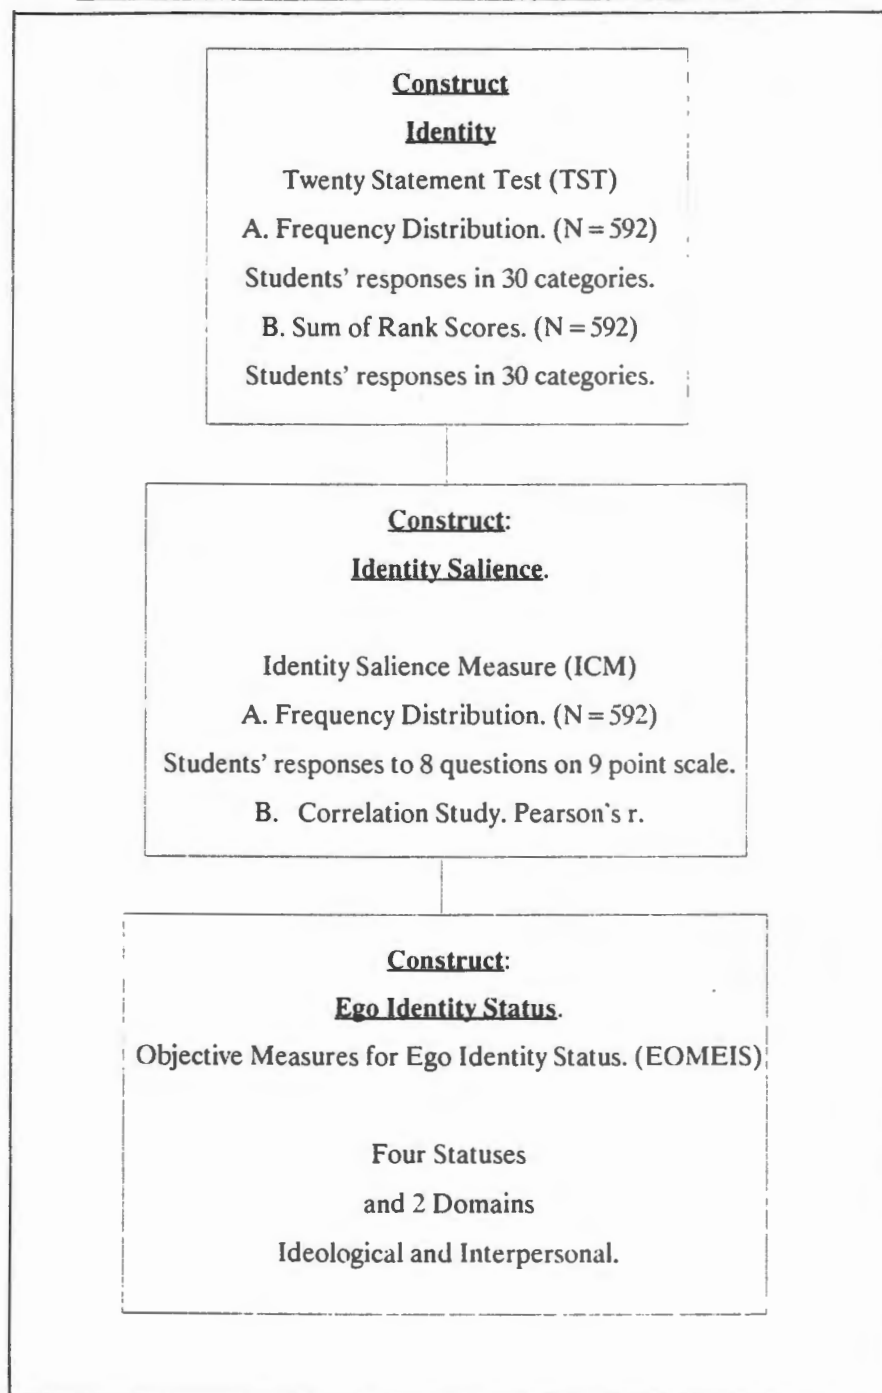 Construct
Identity
Twenty Statement Test (TST)
A. Frequency Distribution. (N = 592)
Students' responses in 30 categories.
B. Sum of Rank Scores. (N = 592)
Students' responses in 30 categories.
Construct:
Identity Salience.
Identity Salience Measure (ICM)
A. Frequency Distribution. (N = 592)
Students' responses to 8 questions on 9 point scale.
B. Correlation Study. Pearson's r.
Construct:
Ego Identity Status.
Objective Measures for Ego Identity Status. (EOMEIS)
Four Statuses
and 2 Domains
Ideological and Interpersonal.